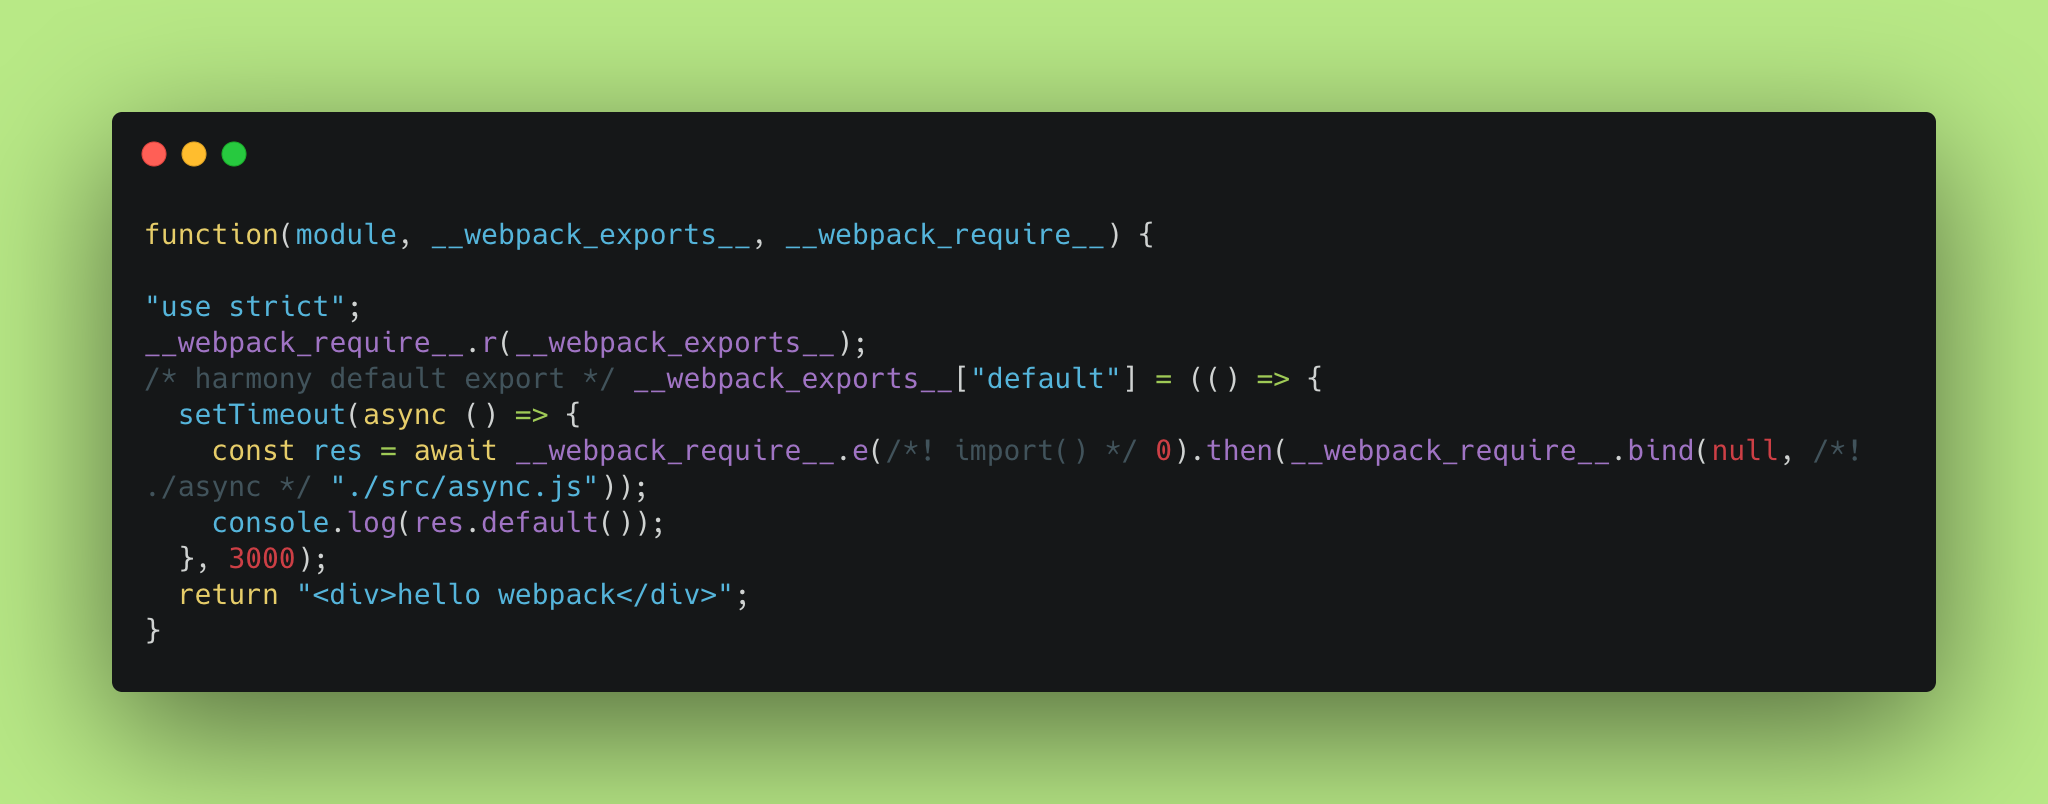 function(module, __webpack_exports__, __webpack_require__) {

"use strict";
__webpack_require__.r(__webpack_exports__);
/* harmony default export */ __webpack_exports__["default"] = (() => {
  setTimeout(async () => {
    const res = await __webpack_require__.e(/*! import() */ 0).then(__webpack_require__.bind(null, /*!
./async */ "./src/async.js"));
    console.log(res.default());
  }, 3000);
  return "<div>hello webpack</div>";
}